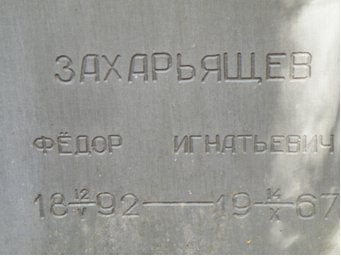 ЗАХАРЬЯЩЕВ
ФЁДОР ИГНАТЬЕВИЧ
18 12/V 92 — 19 14/X 67